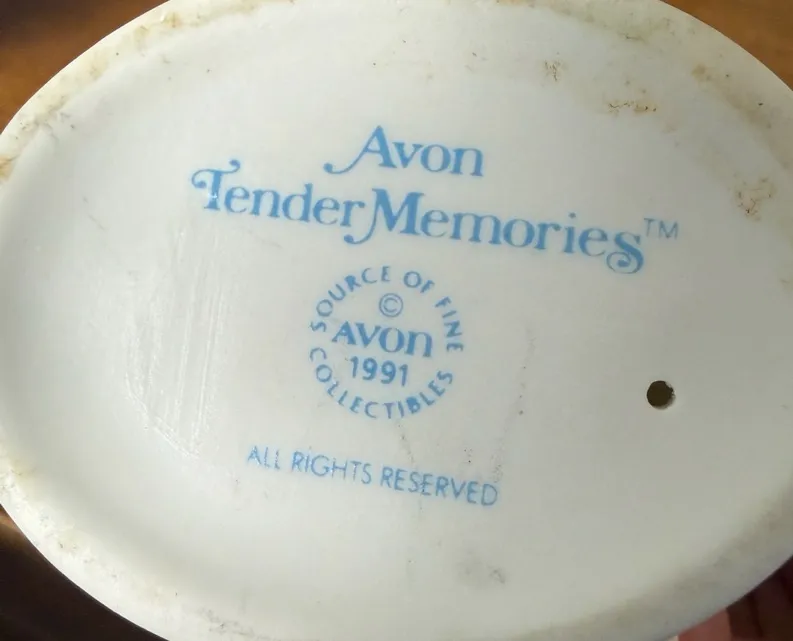 Avon
Tender Memories™
SOURCE OF FINE
©
AVON
1991
COLLECTIBLES
ALL RIGHTS RESERVED